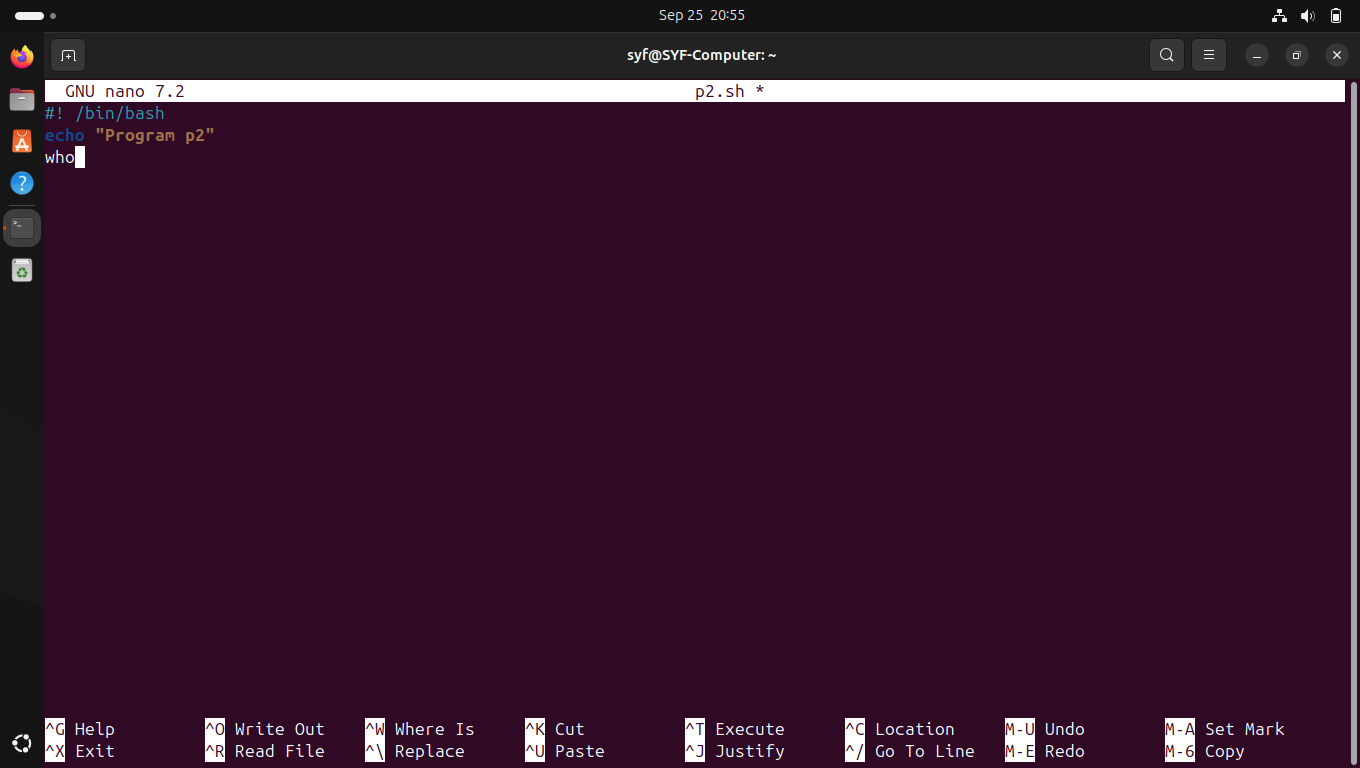 Sep 25 20:55
syf@SYF-Computer: ~
GNU nano 7.2 p2.sh *
#! /bin/bash
echo "Program p2"
who
^G Help ^O Write Out ^W Where Is ^K Cut ^T Execute ^C Location M-U Undo M-A Set Mark
^X Exit ^R Read File ^\ Replace ^U Paste ^J Justify ^/ Go To Line M-E Redo M-6 Copy